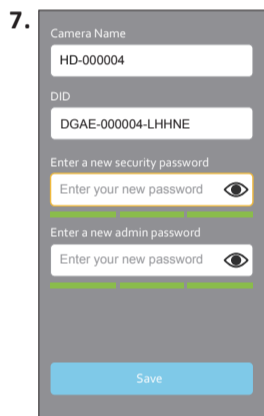 7.
Camera Name
HD-000004
DID
DGAE-000004-LHHNE
Enter a new security password
Enter your new password
Enter a new admin password
Enter your new password
Save